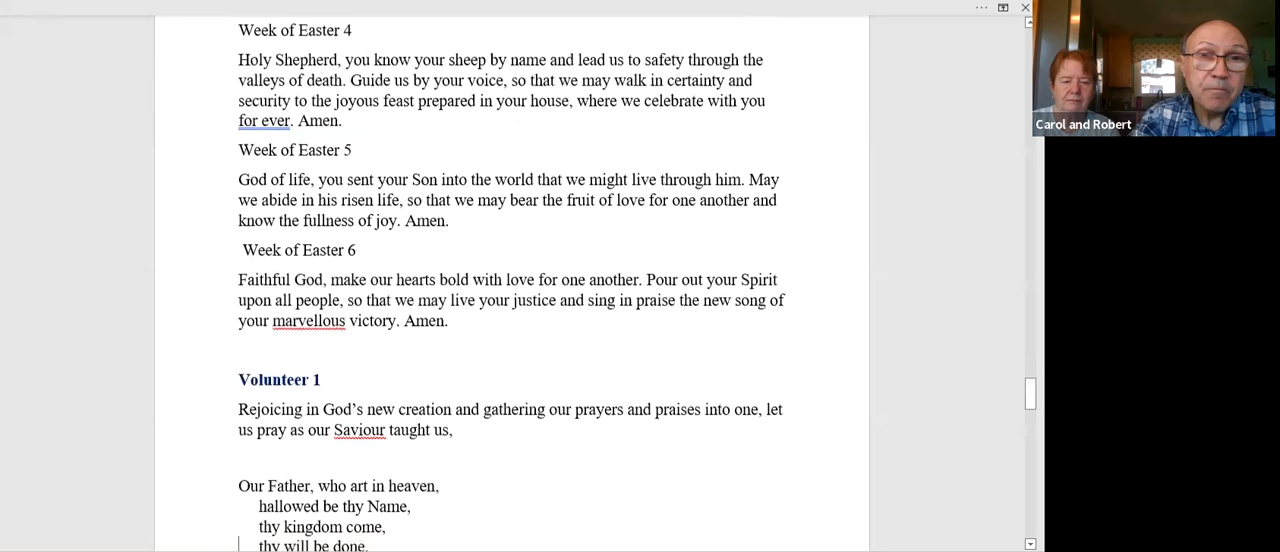 Week of Easter 4
Holy Shepherd, you know your sheep by name and lead us to safety through the
valleys of death. Guide us by your voice, so that we may walk in certainty and
security to the joyous feast prepared in your house, where we celebrate with you
for ever. Amen.
Week of Easter 5
God of life, you sent your Son into the world that we might live through him. May
we abide in his risen life, so that we may bear the fruit of love for one another and
know the fullness of joy. Amen.
Week of Easter 6
Faithful God, make our hearts bold with love for one another. Pour out your Spirit
upon all people, so that we may live your justice and sing in praise the new song of
your marvellous victory. Amen.
Volunteer 1
Rejoicing in God’s new creation and gathering our prayers and praises into one, let
us pray as our Saviour taught us,
Our Father, who art in heaven,
hallowed be thy Name,
thy kingdom come,
thy will be done,
Carol and Robert